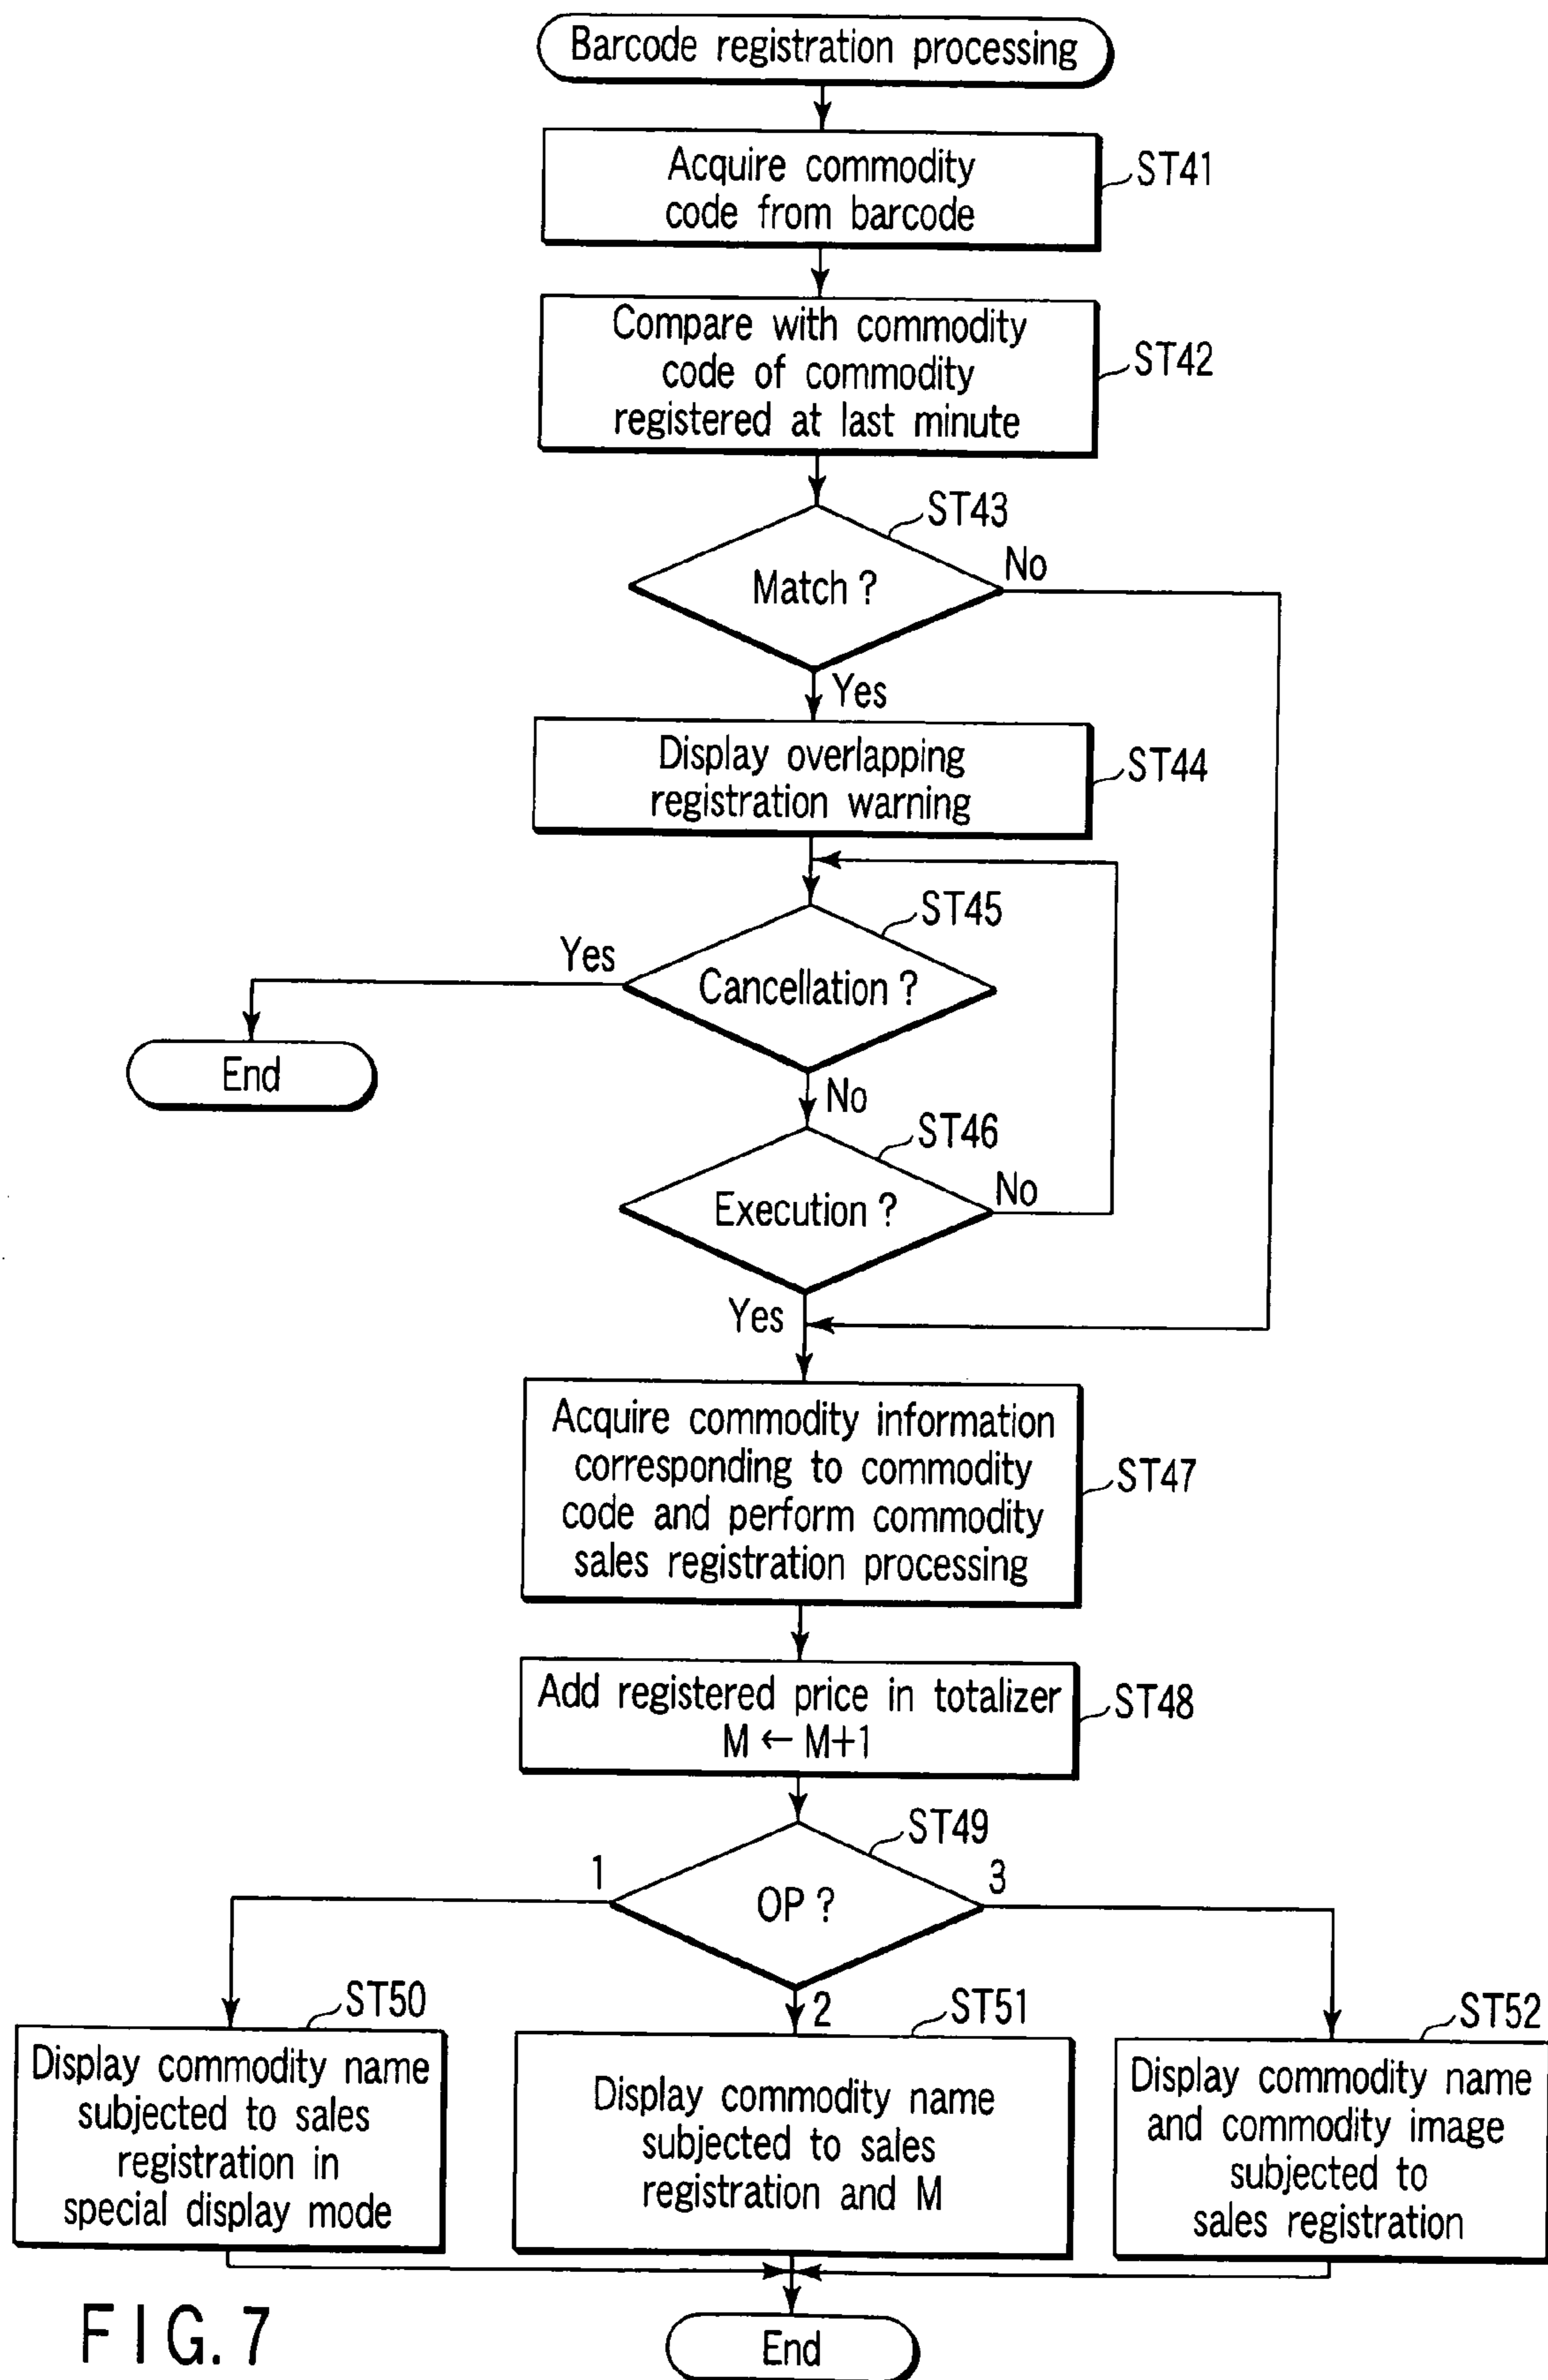 Barcode registration processing
Acquire commodity
code from barcode
ST41
Compare with commodity
code of commodity
registered at last minute
ST42
ST43
Match ?
No
Yes
Display overlapping
registration warning
ST44
ST45
Yes
Cancellation ?
End
No
ST46
Execution ?
No
Yes
Acquire commodity information
corresponding to commodity
code and perform commodity
sales registration processing
ST47
Add registered price in totalizer
M ← M+1
ST48
ST49
1
OP ?
3
2
ST50
Display commodity name
subjected to sales
registration in
special display mode
ST51
Display commodity name
subjected to sales
registration and M
ST52
Display commodity name
and commodity image
subjected to
sales registration
End
FIG. 7